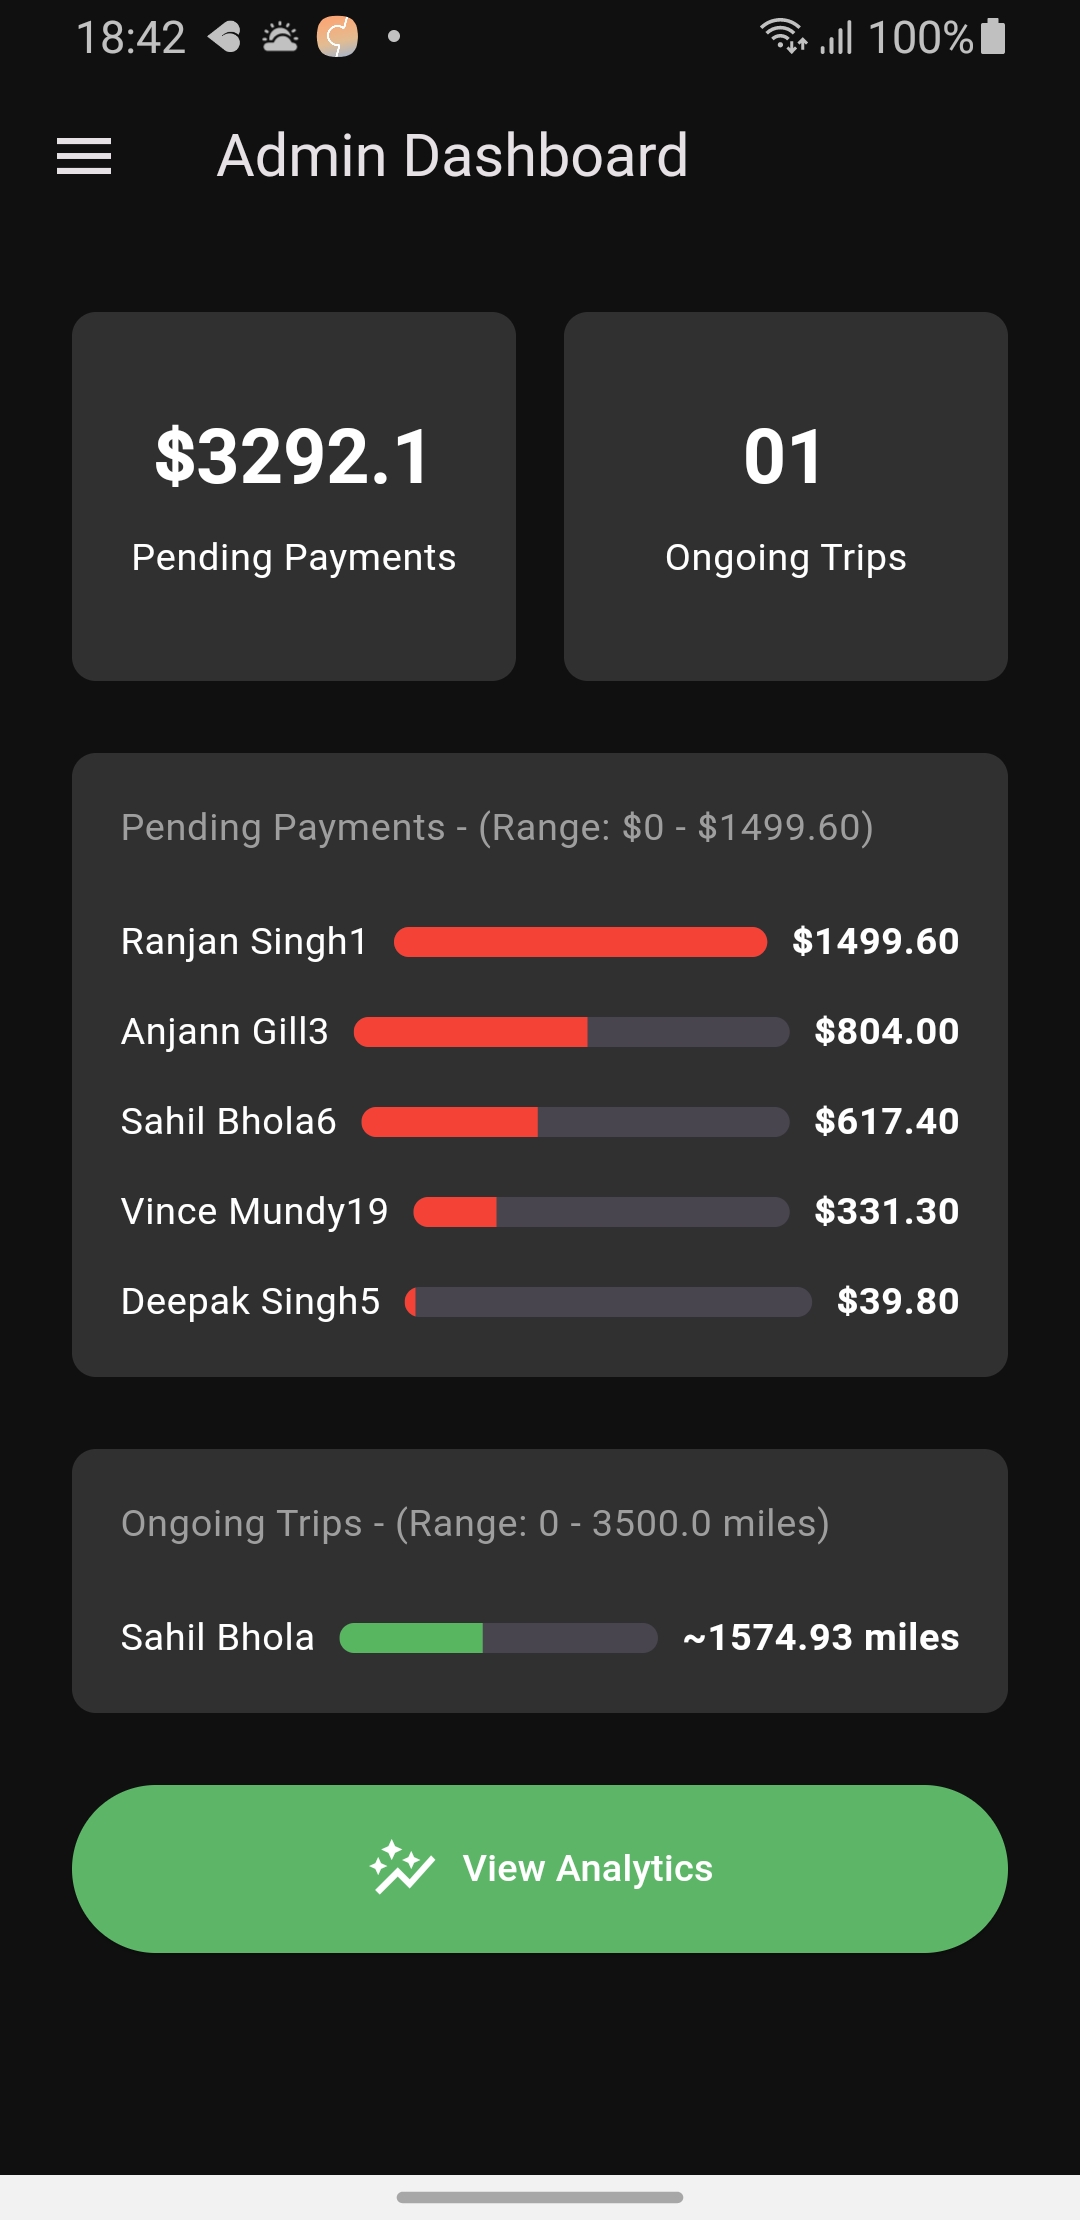 18:42 100%
Admin Dashboard
$3292.1
Pending Payments
01
Ongoing Trips
Pending Payments - (Range: $0 - $1499.60)
Ranjan Singh1 $1499.60
Anjann Gill3 $804.00
Sahil Bhola6 $617.40
Vince Mundy19 $331.30
Deepak Singh5 $39.80
Ongoing Trips - (Range: 0 - 3500.0 miles)
Sahil Bhola ~1574.93 miles
View Analytics